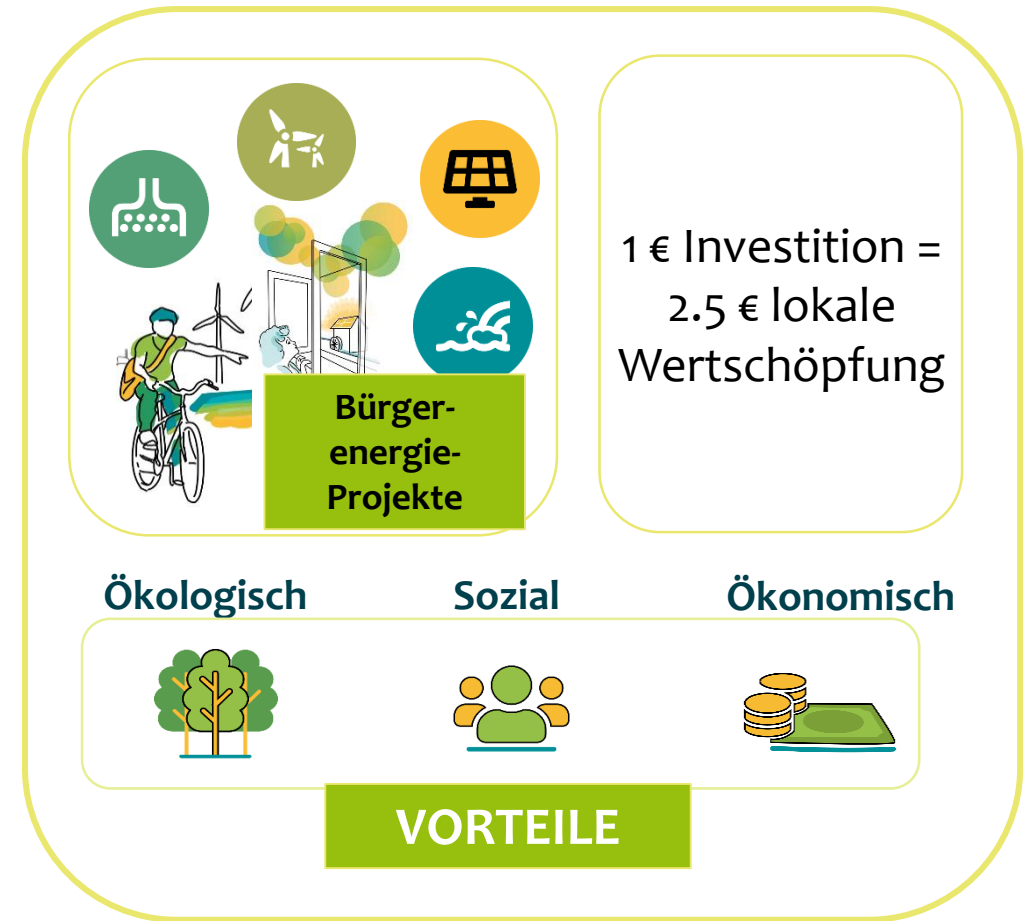 Bürger-
energie-
Projekte
1 € Investition =
2.5 € lokale
Wertschöpfung
Ökologisch
Sozial
Ökonomisch
VORTEILE